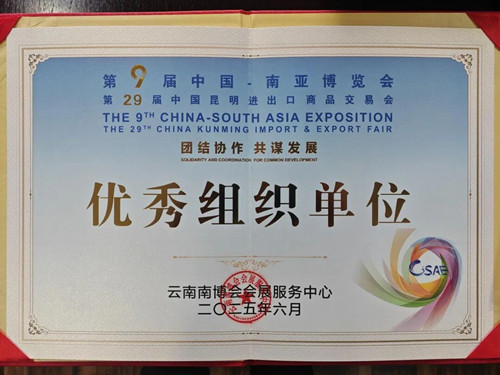 第9届中国-南亚博览会
第29届中国昆明进出口商品交易会
THE 9TH CHINA-SOUTH ASIA EXPOSITION
THE 29TH CHINA KUNMING IMPORT & EXPORT FAIR
团结协作 共谋发展
SOLIDARITY AND COORDINATION FOR COMMON DEVELOPMENT
优秀组织单位
CSAE
云南南博会会展服务中心
二〇二五年六月